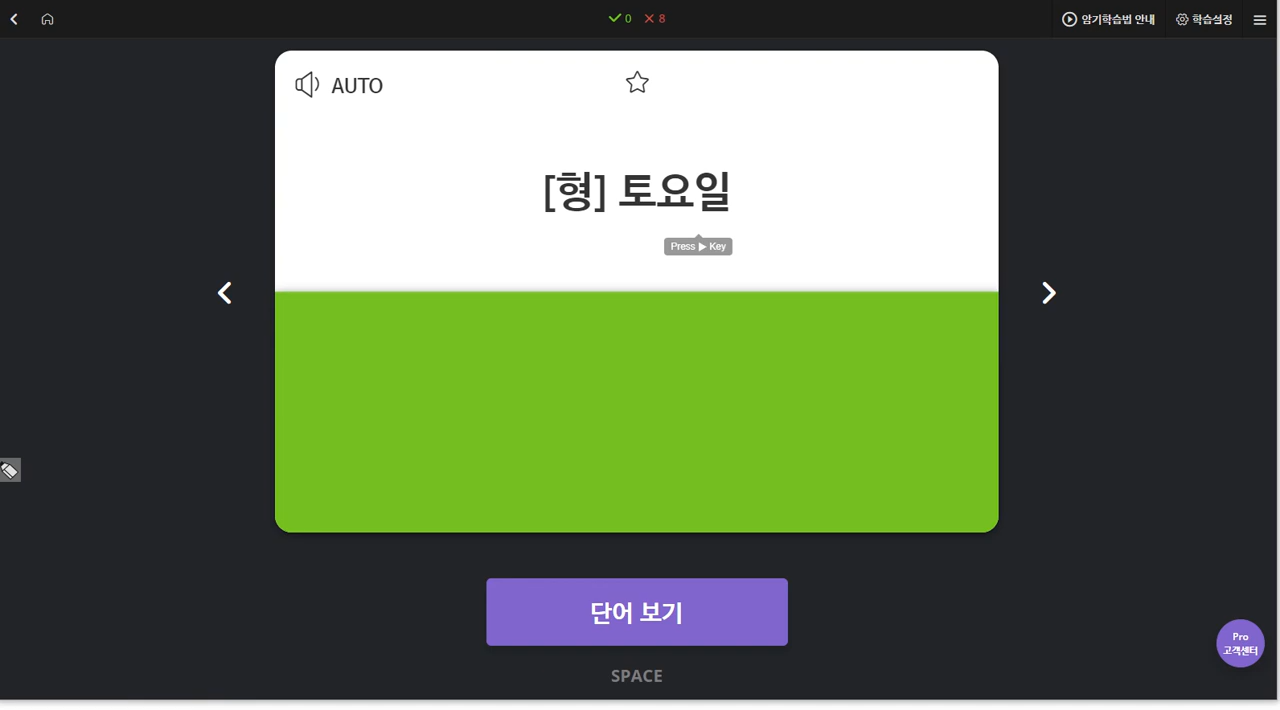 0 8
암기학습법 안내
학습설정
AUTO
[형] 토요일
Press ▶ Key
단어 보기
SPACE
Pro
고객센터